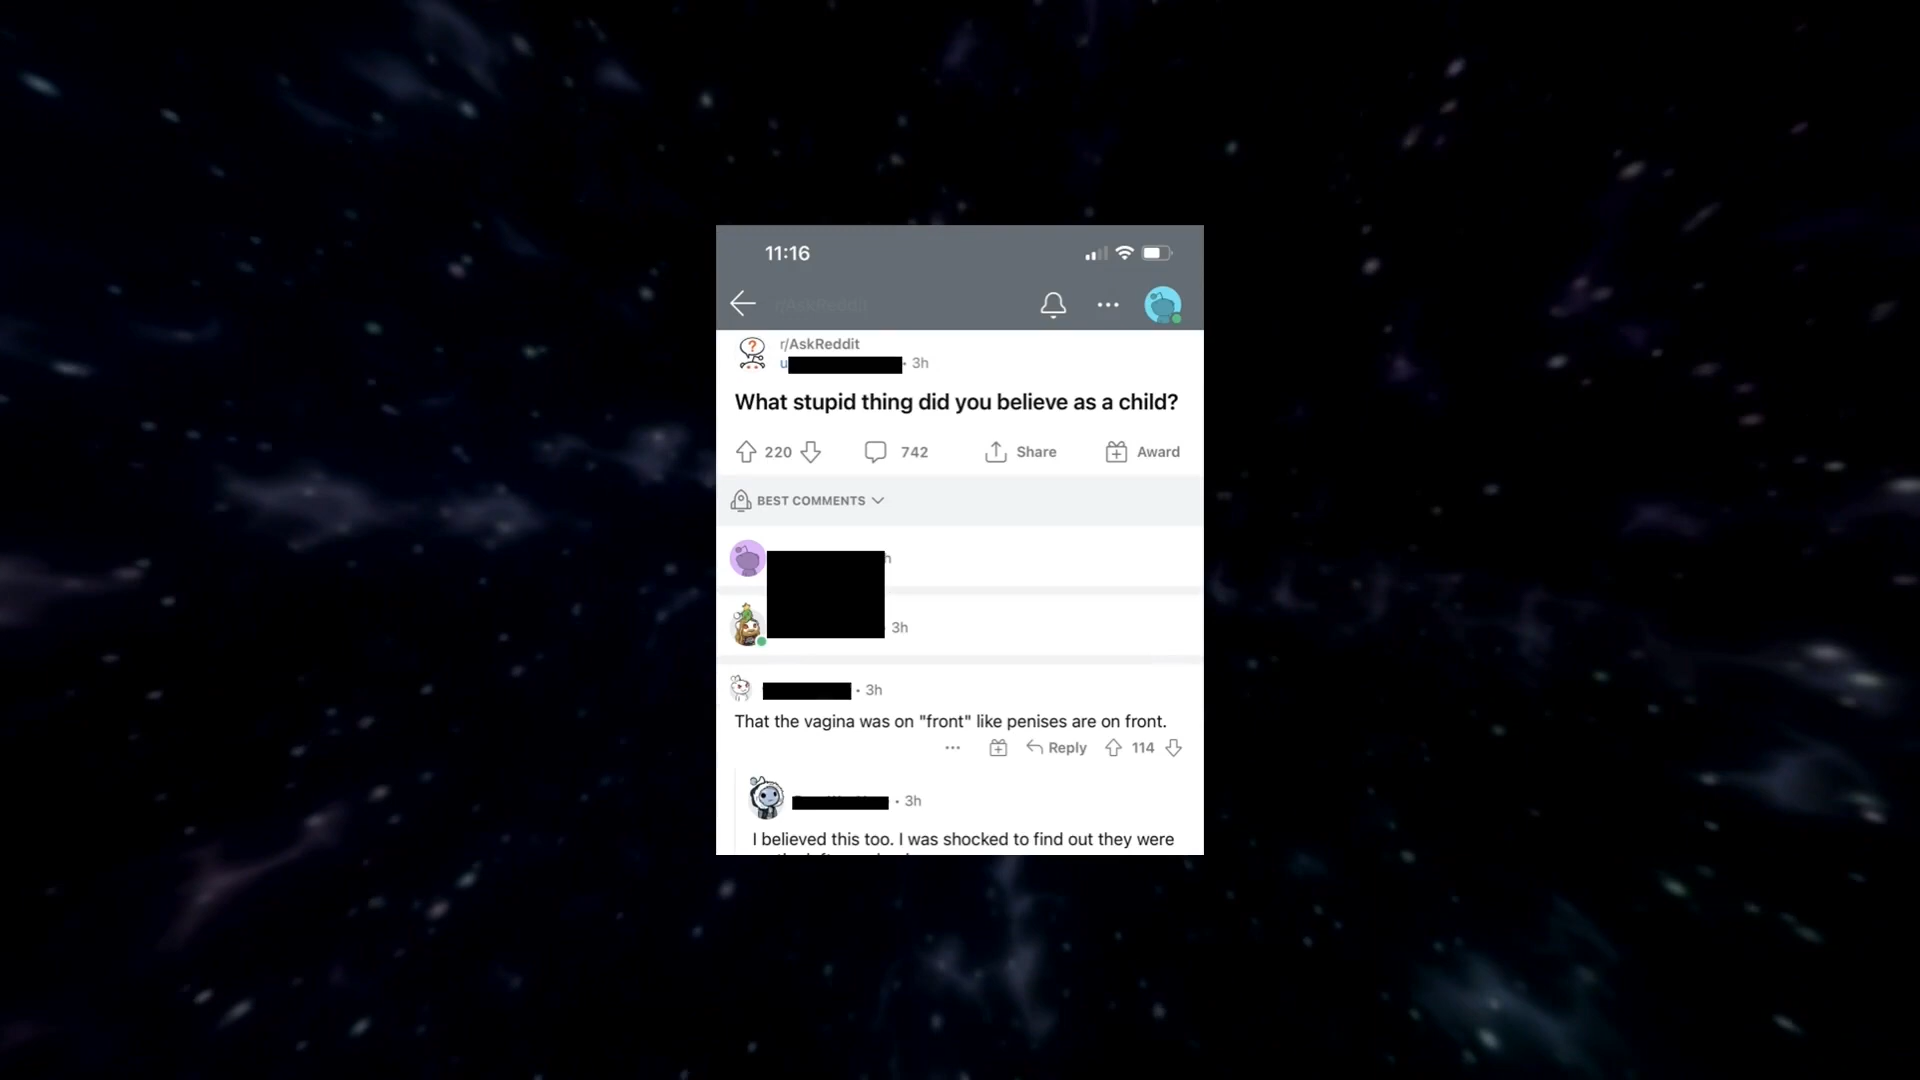 11:16
r/AskReddit
r/AskReddit
u
· 3h
What stupid thing did you believe as a child?
220
742
Share
Award
BEST COMMENTS
h
3h
· 3h
That the vagina was on "front" like penises are on front.
Reply
114
· 3h
I believed this too. I was shocked to find out they were